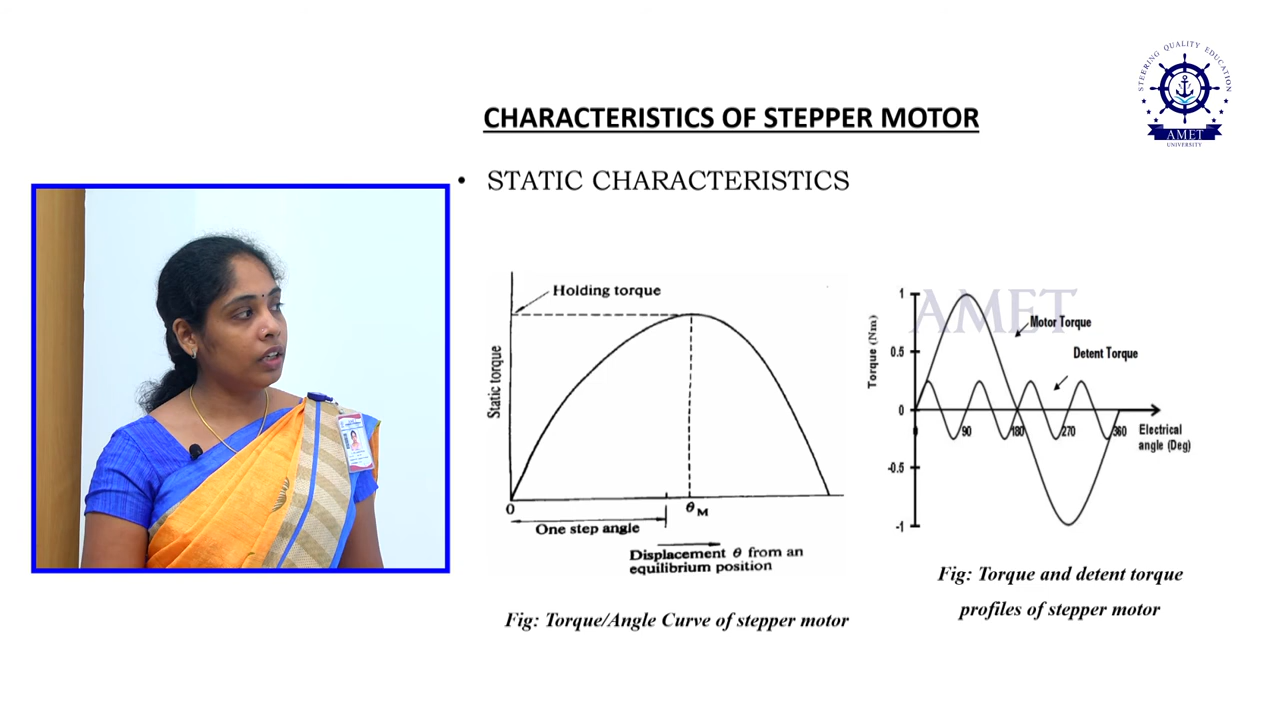 STEERING QUALITY EDUCATION
AMET
UNIVERSITY
CHARACTERISTICS OF STEPPER MOTOR
• STATIC CHARACTERISTICS
Holding torque
Static torque
0
θM
One step angle
Displacement θ from an
equilibrium position
Fig: Torque/Angle Curve of stepper motor
AMET
Torque (Nm)
1
0.5
0
-0.5
-1
Motor Torque
Detent Torque
0
90
180
270
360
Electrical
angle (Deg)
Fig: Torque and detent torque
profiles of stepper motor